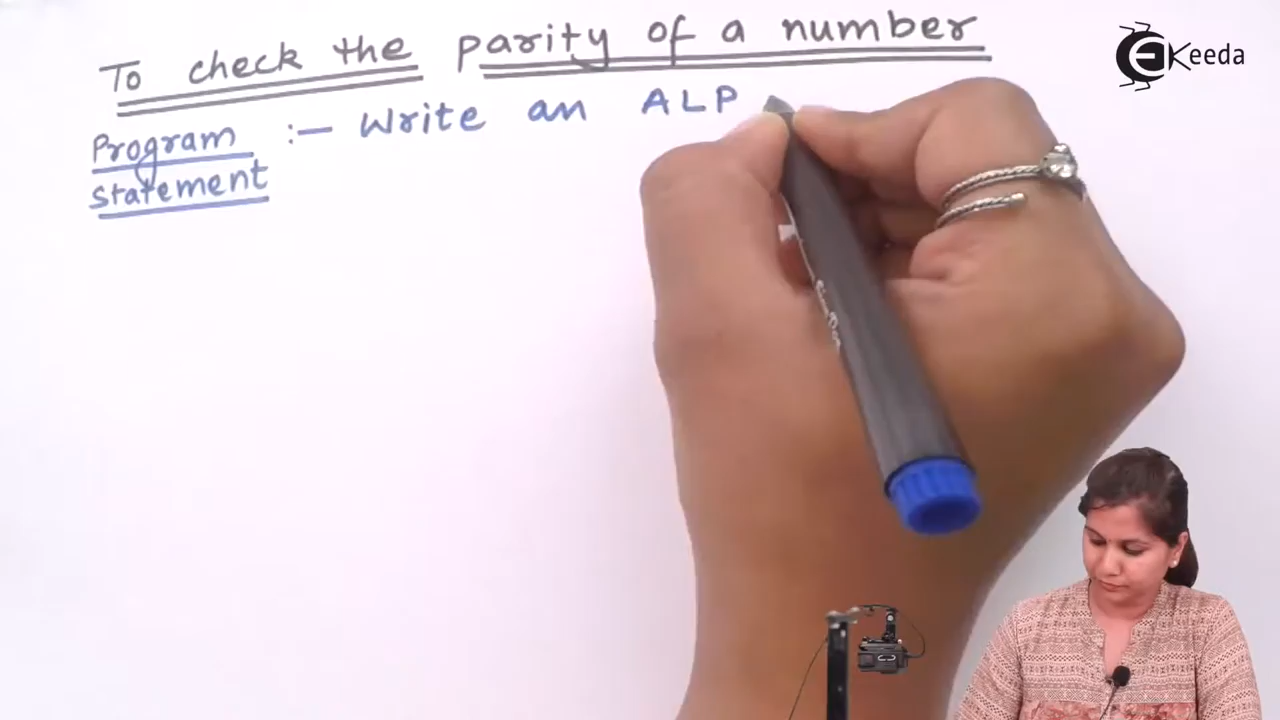 To check the parity of a number
Program :- Write an ALP
Statement
EKeeda